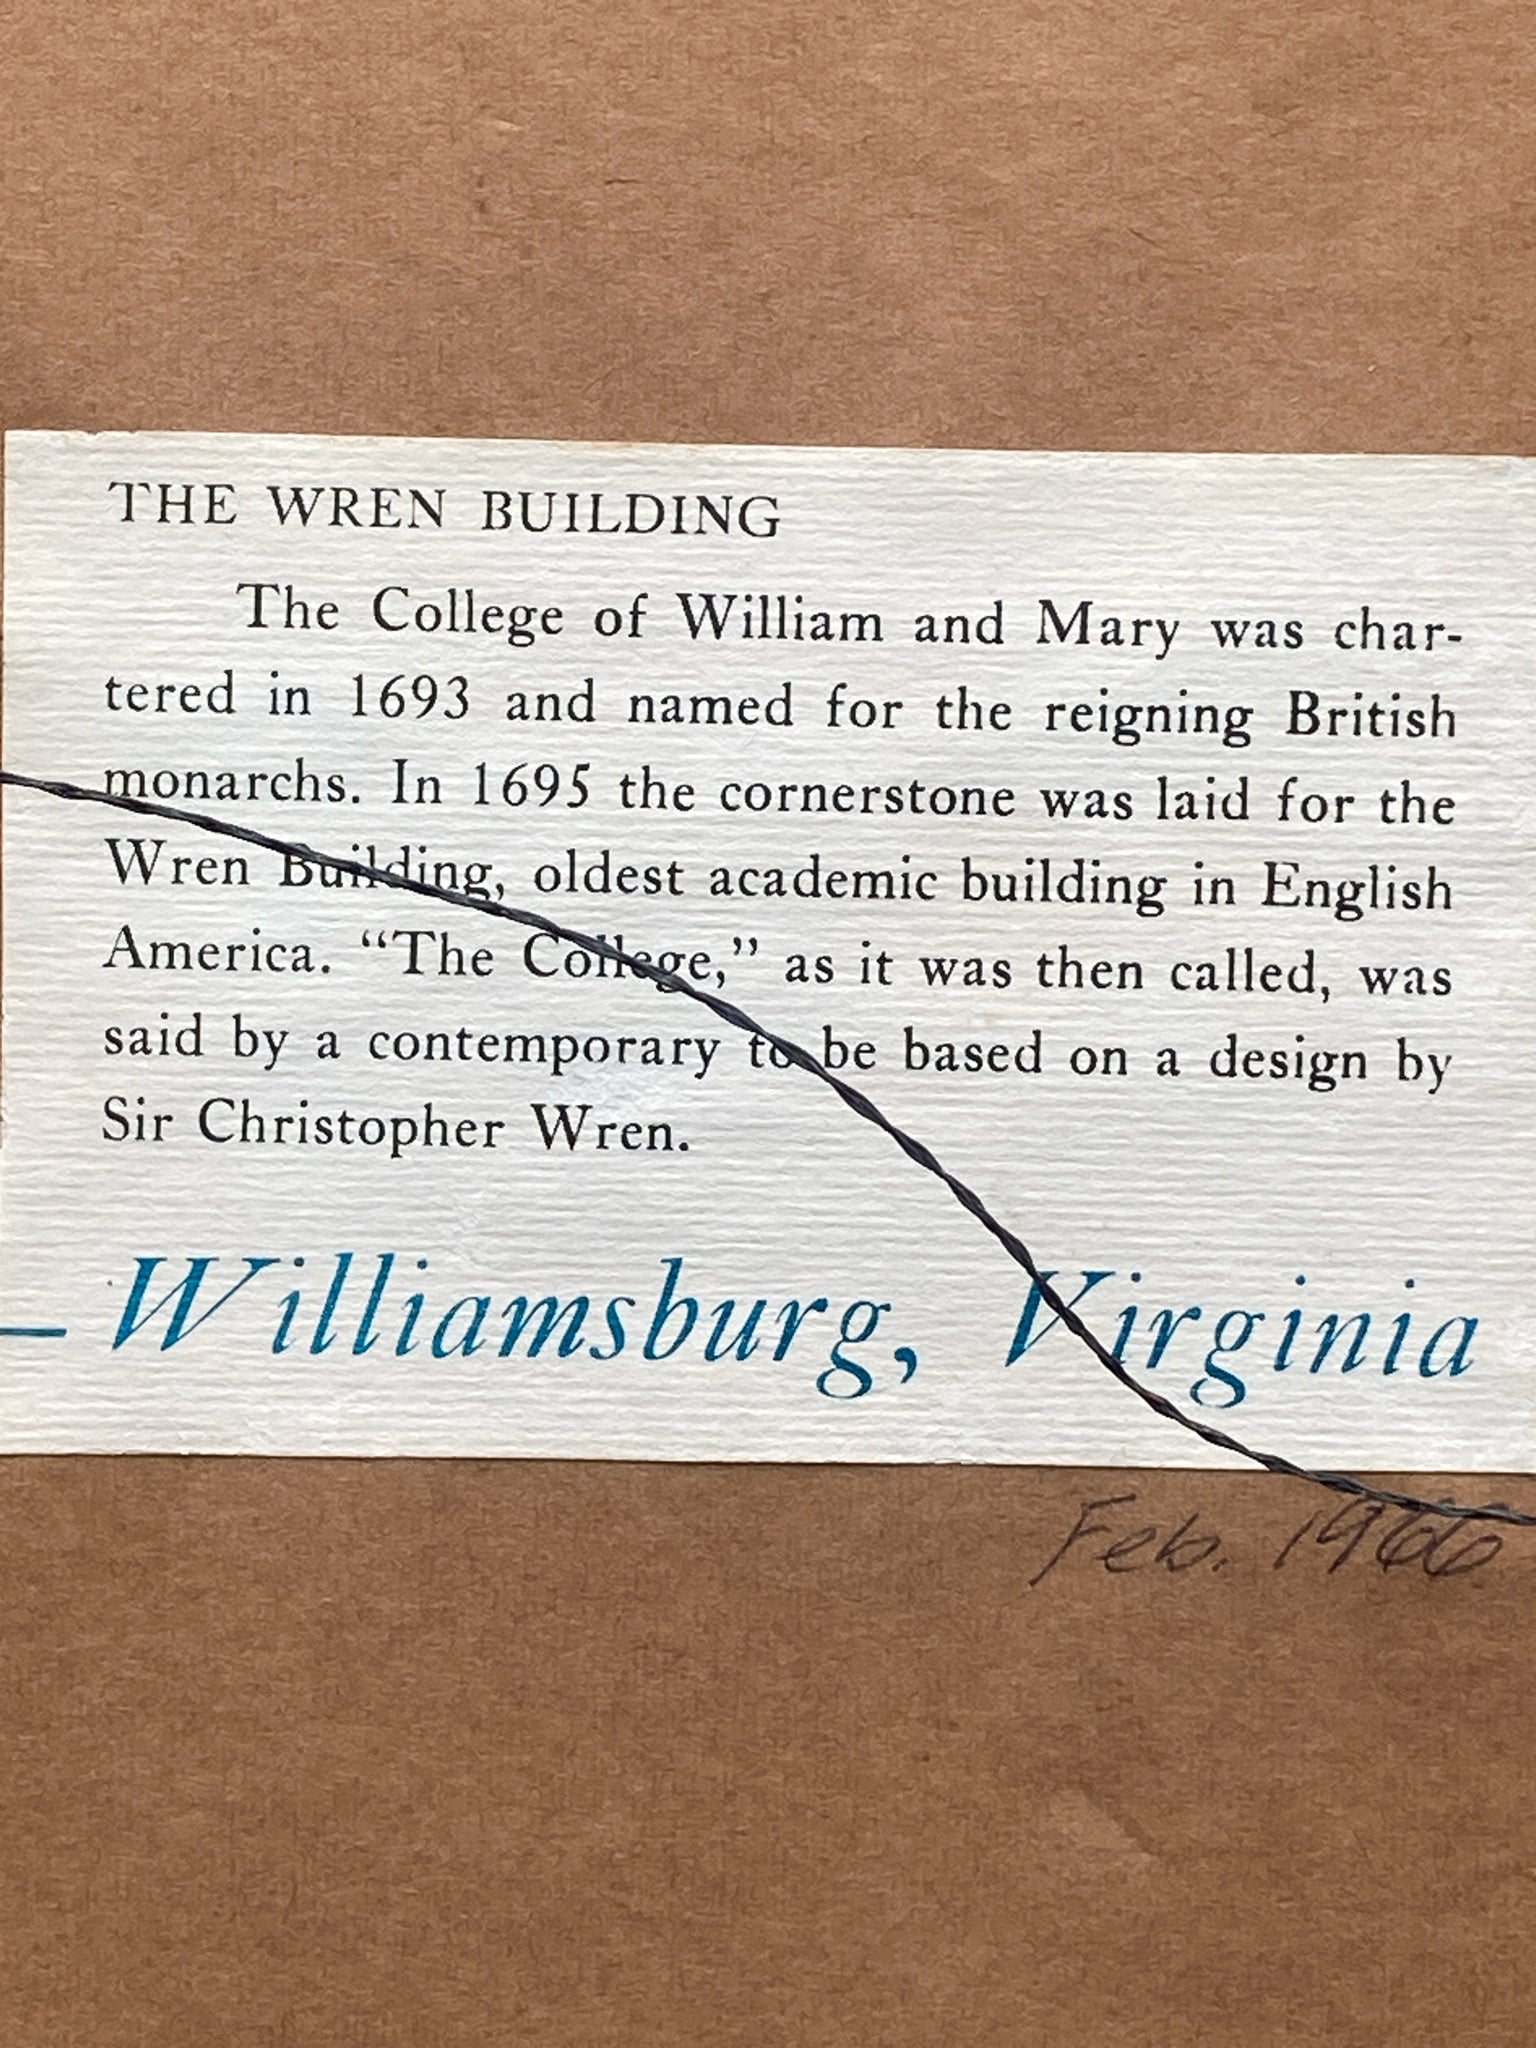 THE WREN BUILDING
The College of William and Mary was char-
tered in 1693 and named for the reigning British
monarchs. In 1695 the cornerstone was laid for the
Wren Building, oldest academic building in English
America. “The College,” as it was then called, was
said by a contemporary to be based on a design by
Sir Christopher Wren.
– Williamsburg, Virginia
Feb. 1966